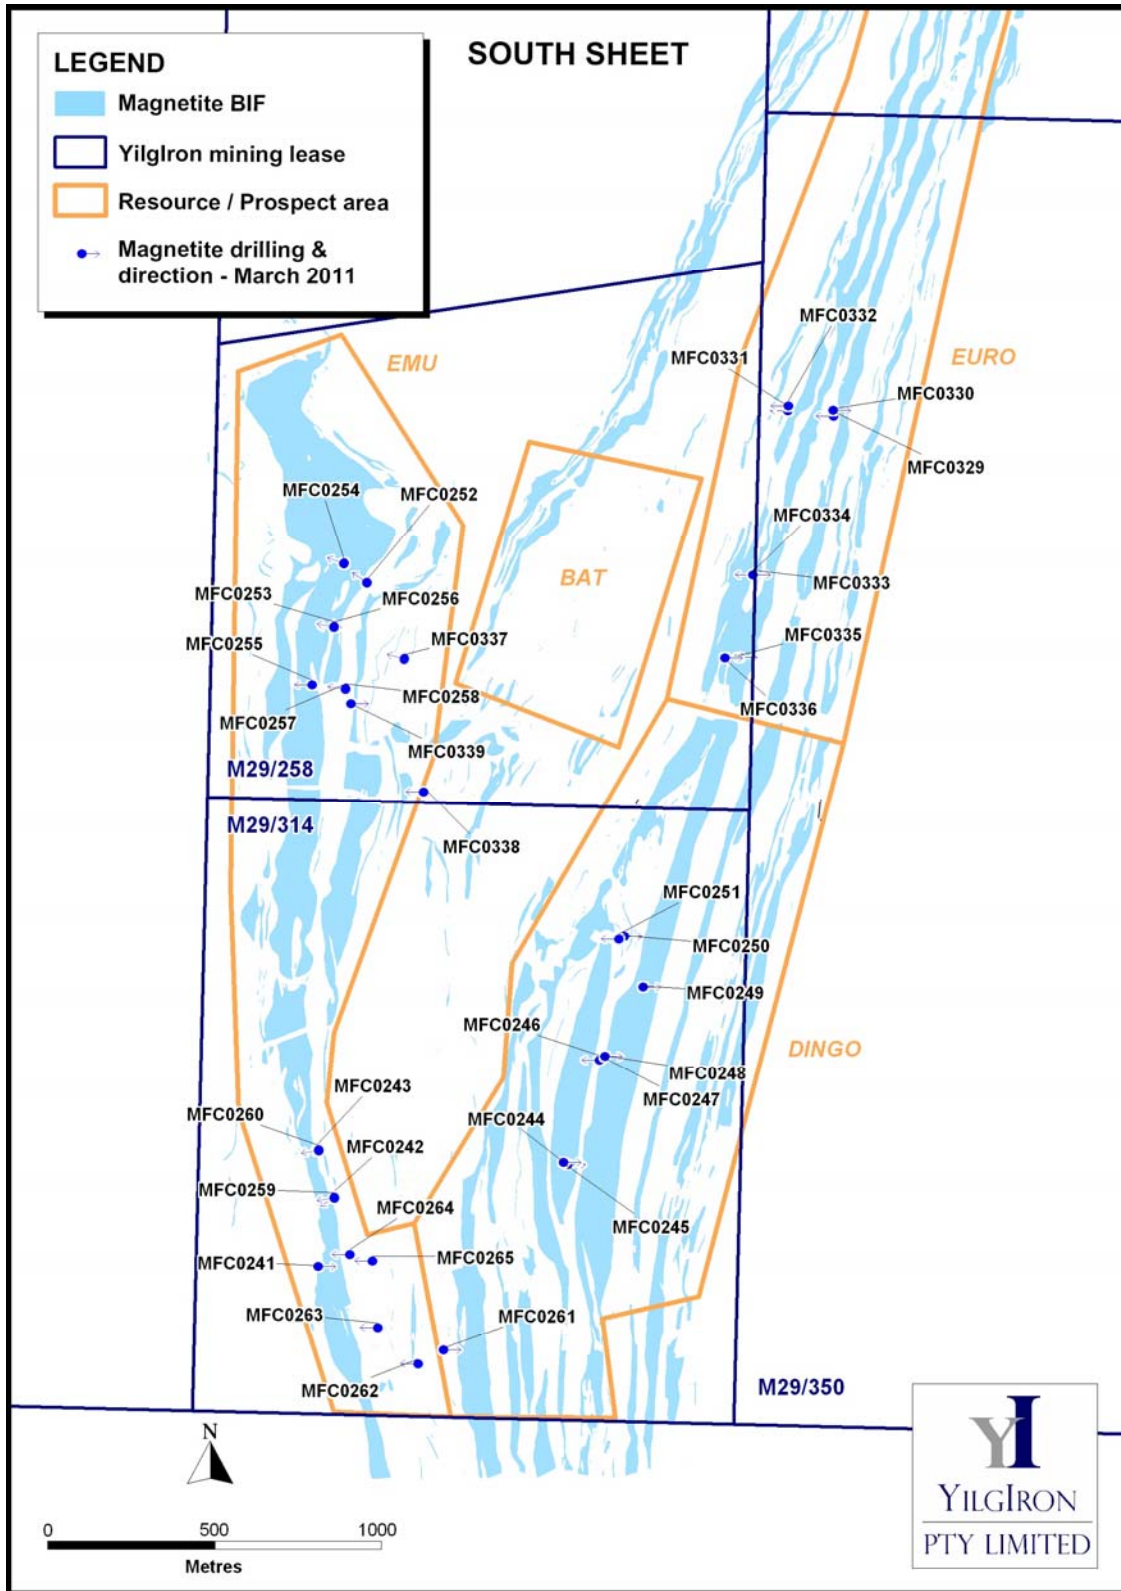 SOUTH SHEET
LEGEND
Magnetite BIF
YilgIron mining lease
Resource / Prospect area
Magnetite drilling &
direction - March 2011
MFC0332
MFC0331
EURO
EMU
MFC0330
MFC0329
MFC0254
MFC0252
MFC0334
BAT
MFC0333
MFC0253
MFC0256
MFC0337
MFC0335
MFC0255
MFC0258
MFC0336
MFC0257
MFC0339
M29/258
M29/314
MFC0338
MFC0251
MFC0250
MFC0249
MFC0246
DINGO
MFC0248
MFC0243
MFC0247
MFC0260
MFC0244
MFC0242
MFC0259
MFC0264
MFC0245
MFC0241
MFC0265
MFC0263
MFC0261
MFC0262
M29/350
N
0 500 1000
Metres
YI
YILGIRON
PTY LIMITED